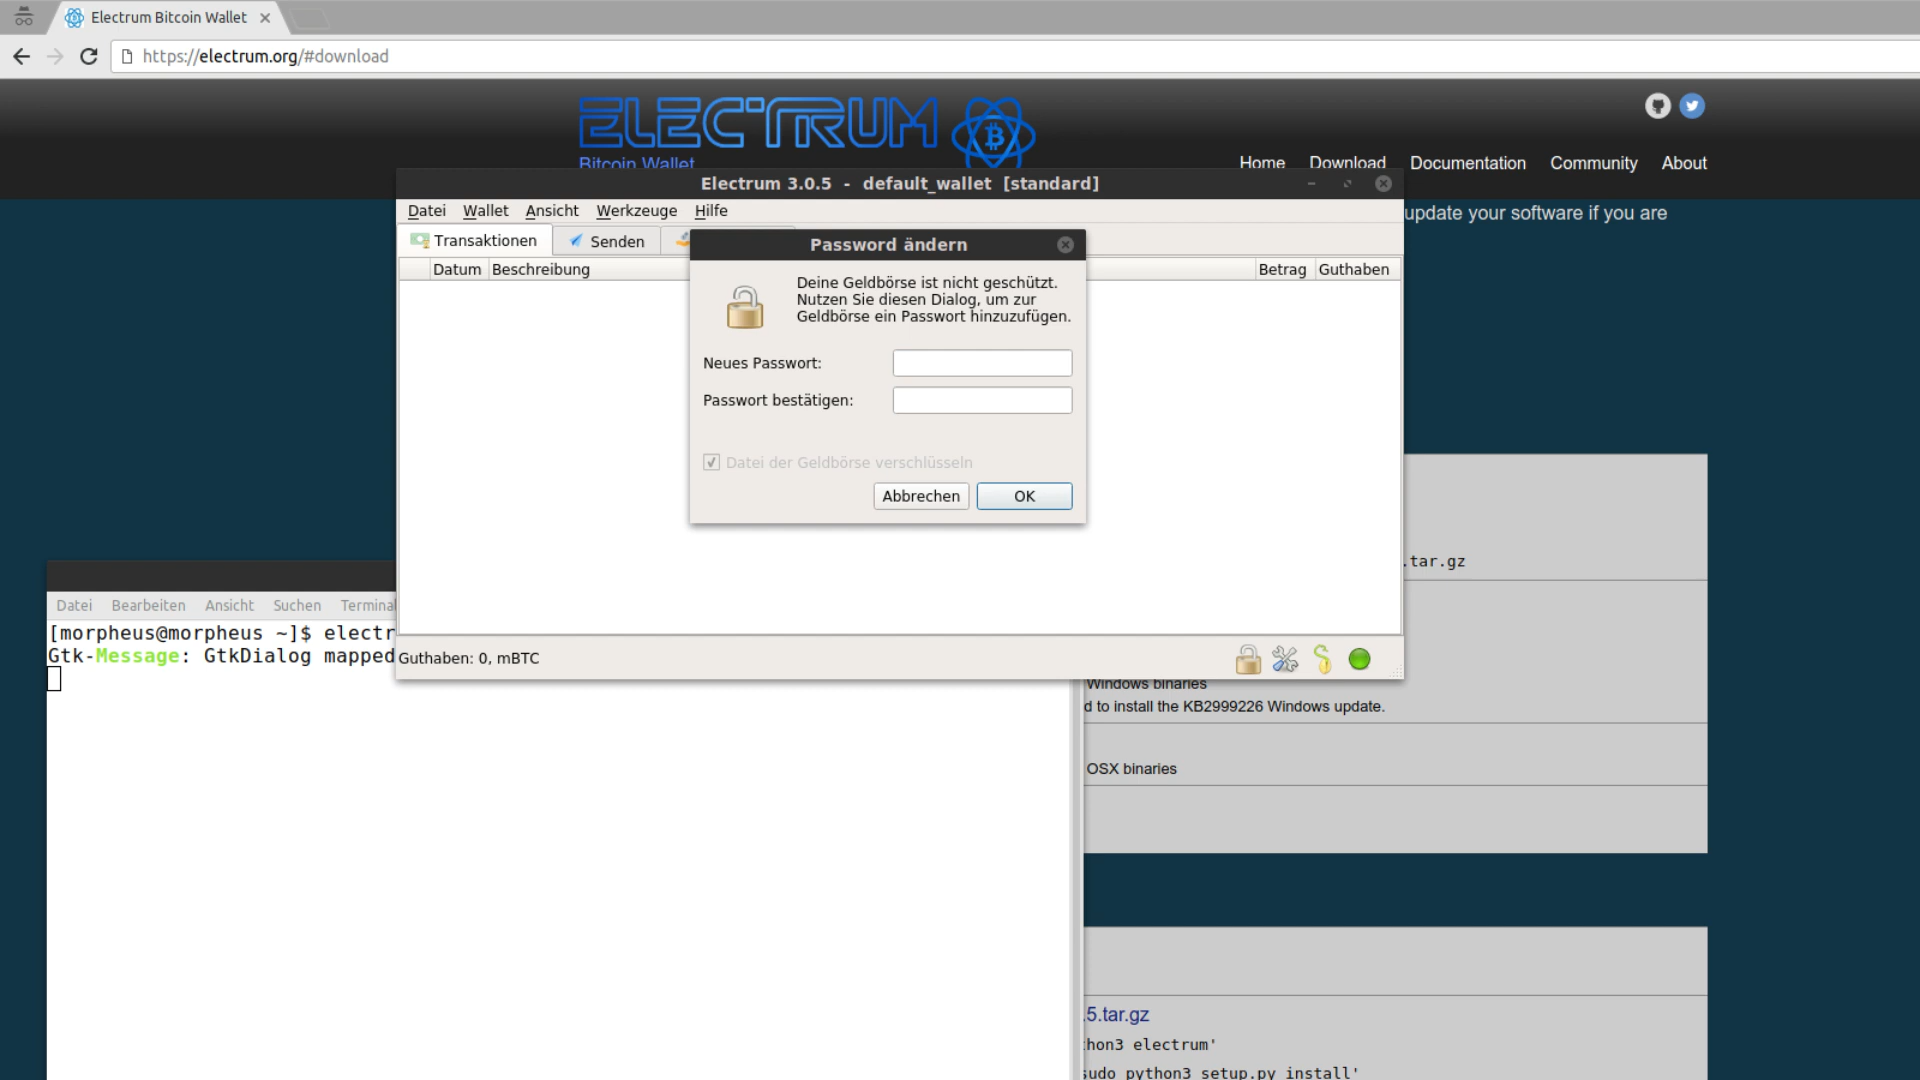 Electrum Bitcoin Wallet
https://electrum.org/#download
ELECTRUM
Bitcoin Wallet
Home Download Documentation Community About
Electrum 3.0.5 - default_wallet [standard]
Datei Wallet Ansicht Werkzeuge Hilfe
update your software if you are
Transaktionen Senden
Password ändern
Datum Beschreibung Betrag Guthaben
Deine Geldbörse ist nicht geschützt.
Nutzen Sie diesen Dialog, um zur
Geldbörse ein Passwort hinzuzufügen.
Neues Passwort:
Passwort bestätigen:
Datei der Geldbörse verschlüsseln
Abbrechen OK
.tar.gz
Datei Bearbeiten Ansicht Suchen Terminal
[morpheus@morpheus ~]$ electr
Gtk-Message: GtkDialog mapped
Guthaben: 0, mBTC
Windows binaries
d to install the KB2999226 Windows update.
OSX binaries
.5.tar.gz
thon3 electrum'
sudo python3 setup.py install'